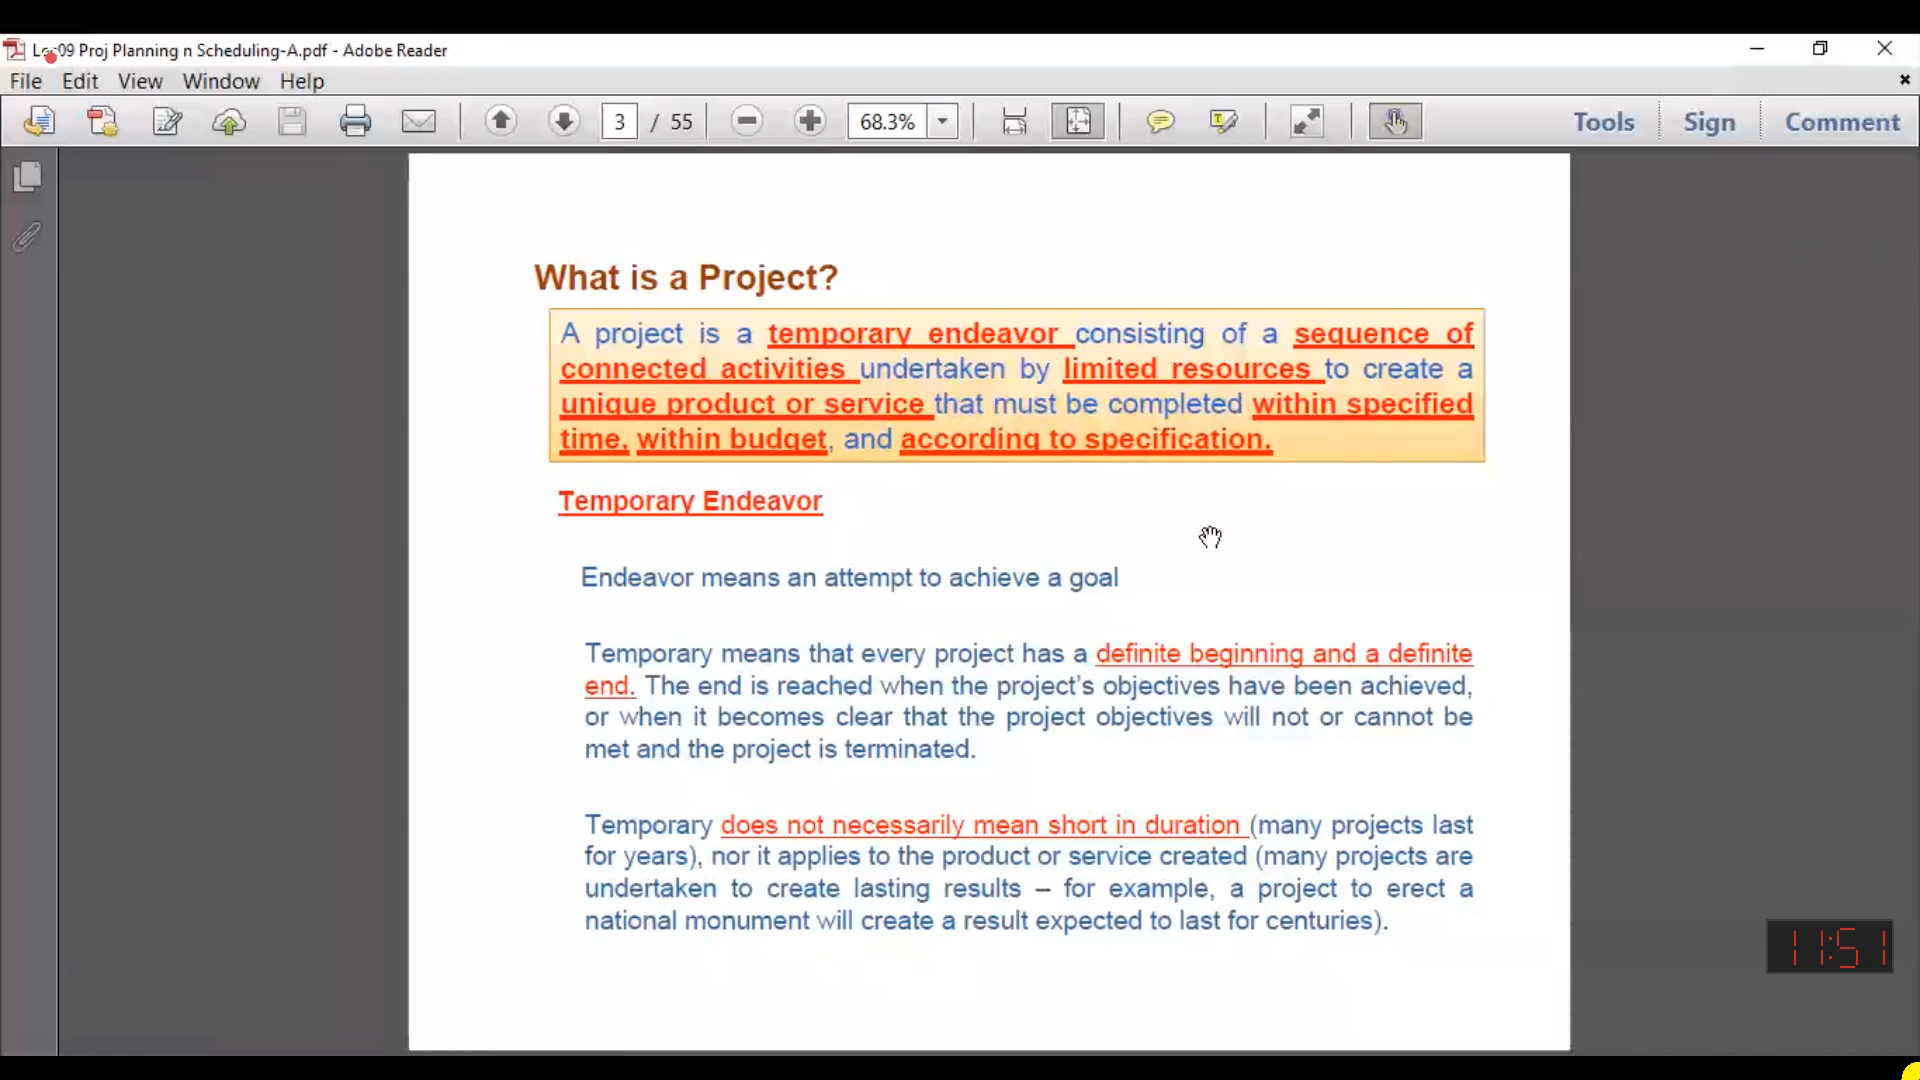 Lec09 Proj Planning n Scheduling-A.pdf - Adobe Reader
File Edit View Window Help
3 / 55 68.3% Tools Sign Comment
What is a Project?
A project is a temporary endeavor consisting of a sequence of
connected activities undertaken by limited resources to create a
unique product or service that must be completed within specified
time, within budget, and according to specification.
Temporary Endeavor
Endeavor means an attempt to achieve a goal
Temporary means that every project has a definite beginning and a definite
end. The end is reached when the project's objectives have been achieved,
or when it becomes clear that the project objectives will not or cannot be
met and the project is terminated.
Temporary does not necessarily mean short in duration (many projects last
for years), nor it applies to the product or service created (many projects are
undertaken to create lasting results – for example, a project to erect a
national monument will create a result expected to last for centuries).
11:51